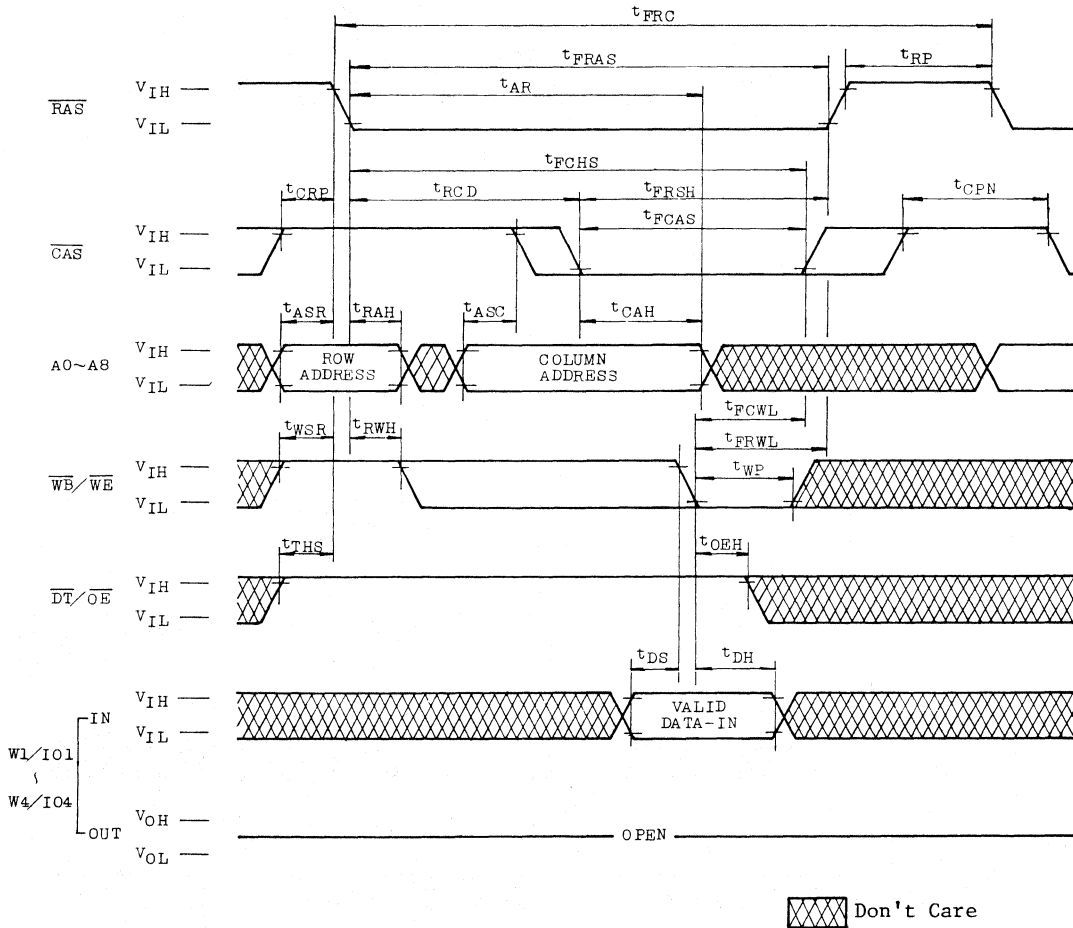 tFRC
tFRAS
tRP
tAR
RAS
VIH
VIL
tFCHS
tCRP
tRCD
tFRSH
tCPN
tFCAS
CAS
VIH
VIL
tASR
tRAH
tASC
tCAH
A0~A8
VIH
VIL
ROW
ADDRESS
COLUMN
ADDRESS
tFCWL
tWSR
tRWH
tFRWL
tWP
WB/WE
VIH
VIL
tTHS
tOEH
DT/OE
VIH
VIL
tDS
tDH
VIH
VIL
IN
VALID
DATA-IN
W1/IO1
~
W4/IO4
OUT
VOH
VOL
OPEN
Don't Care